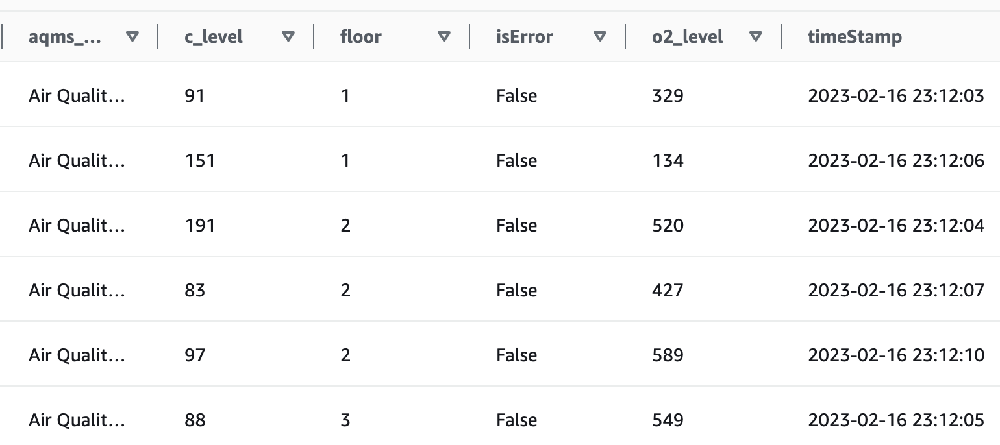 aqms_... c_level floor isError o2_level timeStamp
Air Qualit... 91 1 False 329 2023-02-16 23:12:03
Air Qualit... 151 1 False 134 2023-02-16 23:12:06
Air Qualit... 191 2 False 520 2023-02-16 23:12:04
Air Qualit... 83 2 False 427 2023-02-16 23:12:07
Air Qualit... 97 2 False 589 2023-02-16 23:12:10
Air Qualit... 88 3 False 549 2023-02-16 23:12:05